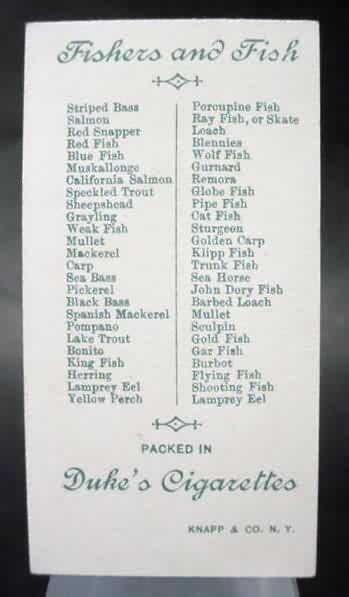 Fishers and Fish
Striped Bass
Salmon
Red Snapper
Red Fish
Blue Fish
Muskallonge
California Salmon
Speckled Trout
Sheepshead
Grayling
Weak Fish
Mullet
Mackerel
Carp
Sea Bass
Pickerel
Black Bass
Spanish Mackerel
Pompano
Lake Trout
Bonito
King Fish
Herring
Lamprey Eel
Yellow Perch
Porcupine Fish
Ray Fish, or Skate
Loach
Blennies
Wolf Fish
Gurnard
Remora
Globe Fish
Pipe Fish
Cat Fish
Sturgeon
Golden Carp
Klipp Fish
Trunk Fish
Sea Horse
John Dory Fish
Barbed Loach
Mullet
Sculpin
Gold Fish
Gar Fish
Burbot
Flying Fish
Shooting Fish
Lamprey Eel
PACKED IN
Duke's Cigarettes
KNAPP & CO. N. Y.